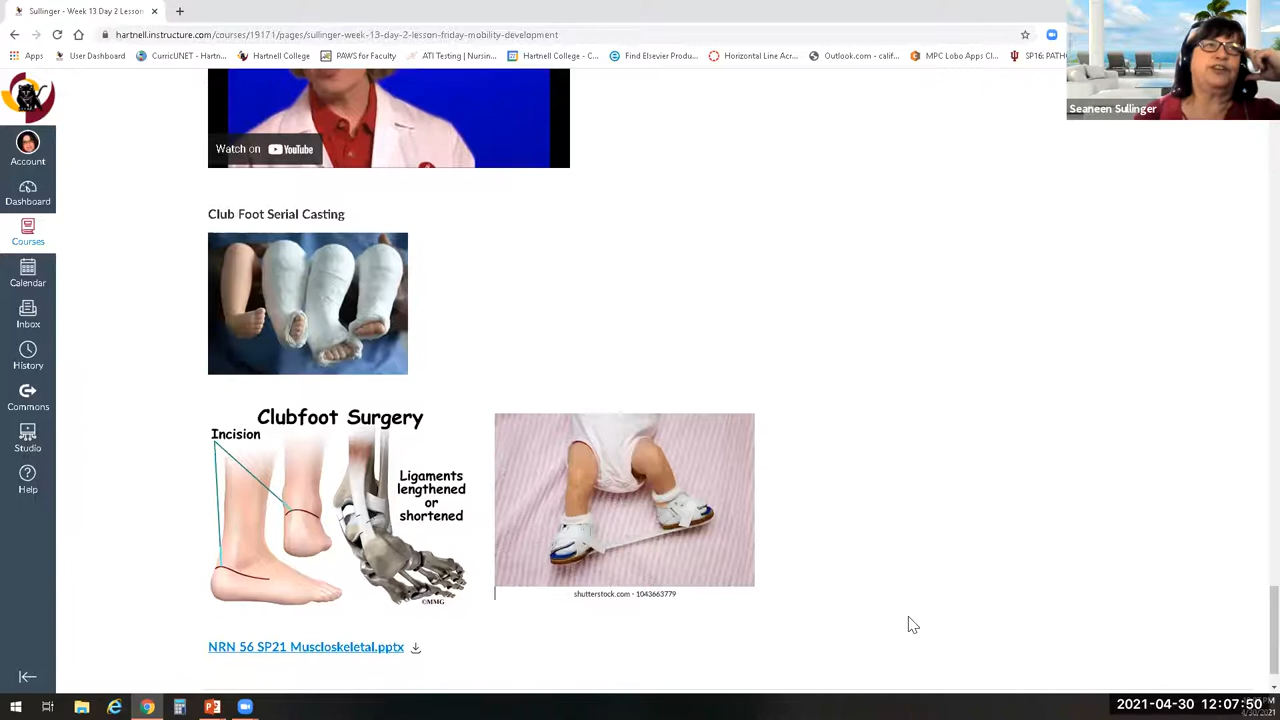 Sullinger - Week 13 Day 2 Lesson
hartnell.instructure.com/courses/19171/pages/sullinger-week-13-day-2-lesson-friday-mobility-development
Apps
User Dashboard
CurricUNET - Hartn...
Hartnell College
PAWS for Faculty
ATI Testing | Nursin...
Hartnell College - C...
Find Elsevier Produ...
Horizontal Line Acr...
Outlook.com - calif...
MPC Lobo Apps Cl...
SP16: PATH
Seaneen Sullinger
Account
Dashboard
Courses
Calendar
Inbox
History
Commons
Studio
Help
Watch on YouTube
Club Foot Serial Casting
Clubfoot Surgery
Incision
Ligaments
lengthened
or
shortened
©MMG
shutterstock.com · 1043663779
NRN 56 SP21 Muscloskeletal.pptx
2021-04-30 12:07:50